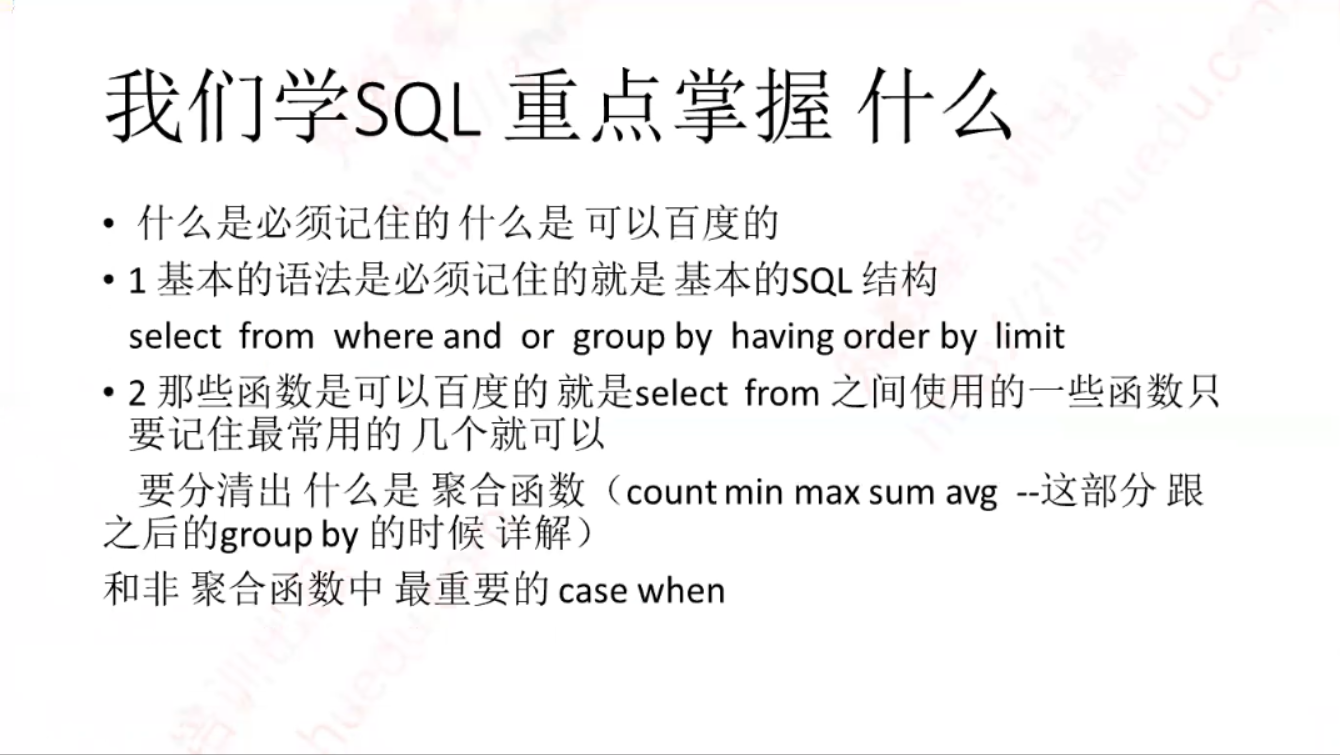 我们学SQL 重点掌握 什么
• 什么是必须记住的 什么是 可以百度的
• 1 基本的语法是必须记住的就是 基本的SQL 结构
select from where and or group by having order by limit
• 2 那些函数是可以百度的 就是select from 之间使用的一些函数只
要记住最常用的 几个就可以
要分清出 什么是 聚合函数（count min max sum avg --这部分 跟
之后的group by 的时候 详解）
和非 聚合函数中 最重要的 case when